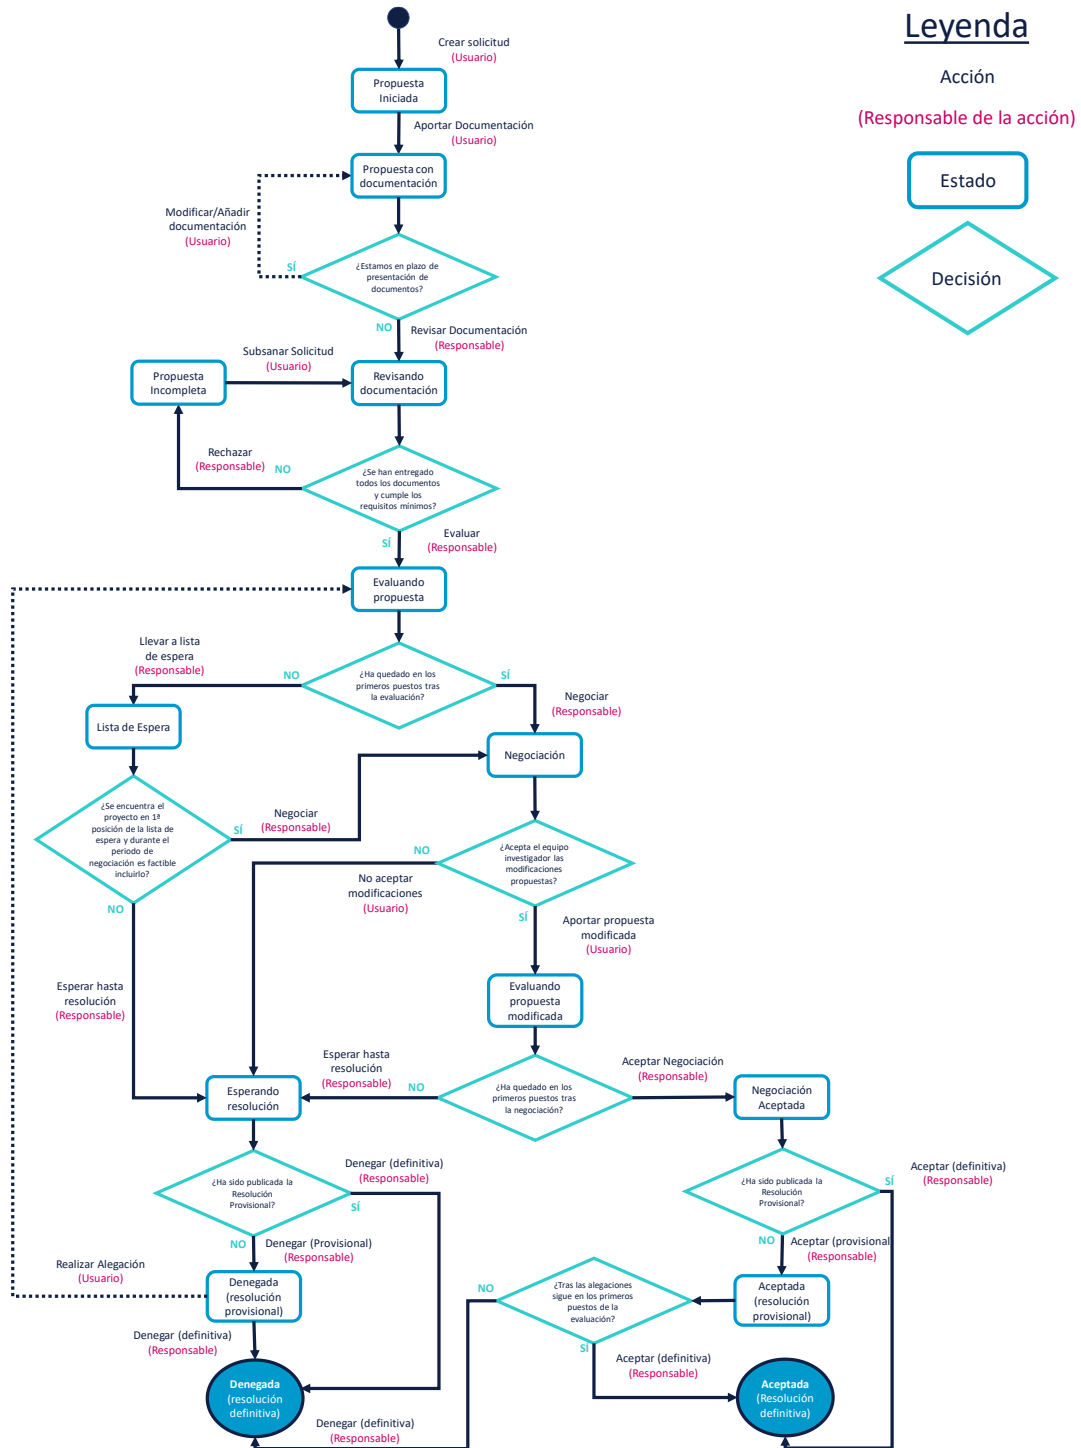 Leyenda
Acción
(Responsable de la acción)
Estado
Decisión
Crear solicitud
(Usuario)
Propuesta
Iniciada
Aportar Documentación
(Usuario)
Propuesta con
documentación
Modificar/Añadir
documentación
(Usuario)
SÍ
¿Estamos en plazo de
presentación de
documentos?
NO
Revisar Documentación
(Responsable)
Subsanar Solicitud
(Usuario)
Propuesta
Incompleta
Revisando
documentación
Rechazar
(Responsable)
NO
¿Se han entregado
todos los documentos
y cumple los
requisitos mínimos?
SÍ
Evaluar
(Responsable)
Evaluando
propuesta
Llevar a lista
de espera
(Responsable)
NO
¿Ha quedado en los
primeros puestos tras
la evaluación?
SÍ
Negociar
(Responsable)
Lista de Espera
Negociación
¿Se encuentra el
proyecto en 1ª
posición de la lista de
espera y durante el
periodo de
negociación es factible
incluirlo?
SÍ
Negociar
(Responsable)
NO
NO
¿Acepta el equipo
investigador las
modificaciones
propuestas?
No aceptar
modificaciones
(Usuario)
SÍ
Aportar propuesta
modificada
(Usuario)
Esperar hasta
resolución
(Responsable)
Evaluando
propuesta
modificada
Esperar hasta
resolución
(Responsable)
NO
¿Ha quedado en los
primeros puestos tras
la negociación?
Aceptar Negociación
(Responsable)
SÍ
Esperando
resolución
Negociación
Aceptada
¿Ha sido publicada la
Resolución
Provisional?
Denegar (definitiva)
(Responsable)
SÍ
NO
Denegar (Provisional)
(Responsable)
¿Ha sido publicada la
Resolución
Provisional?
SÍ
Aceptar (definitiva)
(Responsable)
NO
Aceptar (provisional)
(Responsable)
Realizar Alegación
(Usuario)
Denegada
(resolución
provisional)
NO
¿Tras las alegaciones
sigue en los primeros
puestos de la
evaluación?
Aceptada
(resolución
provisional)
Denegar (definitiva)
(Responsable)
SÍ
Aceptar (definitiva)
(Responsable)
Denegada
(resolución
definitiva)
Aceptada
(Resolución
definitiva)
Denegar (definitiva)
(Responsable)